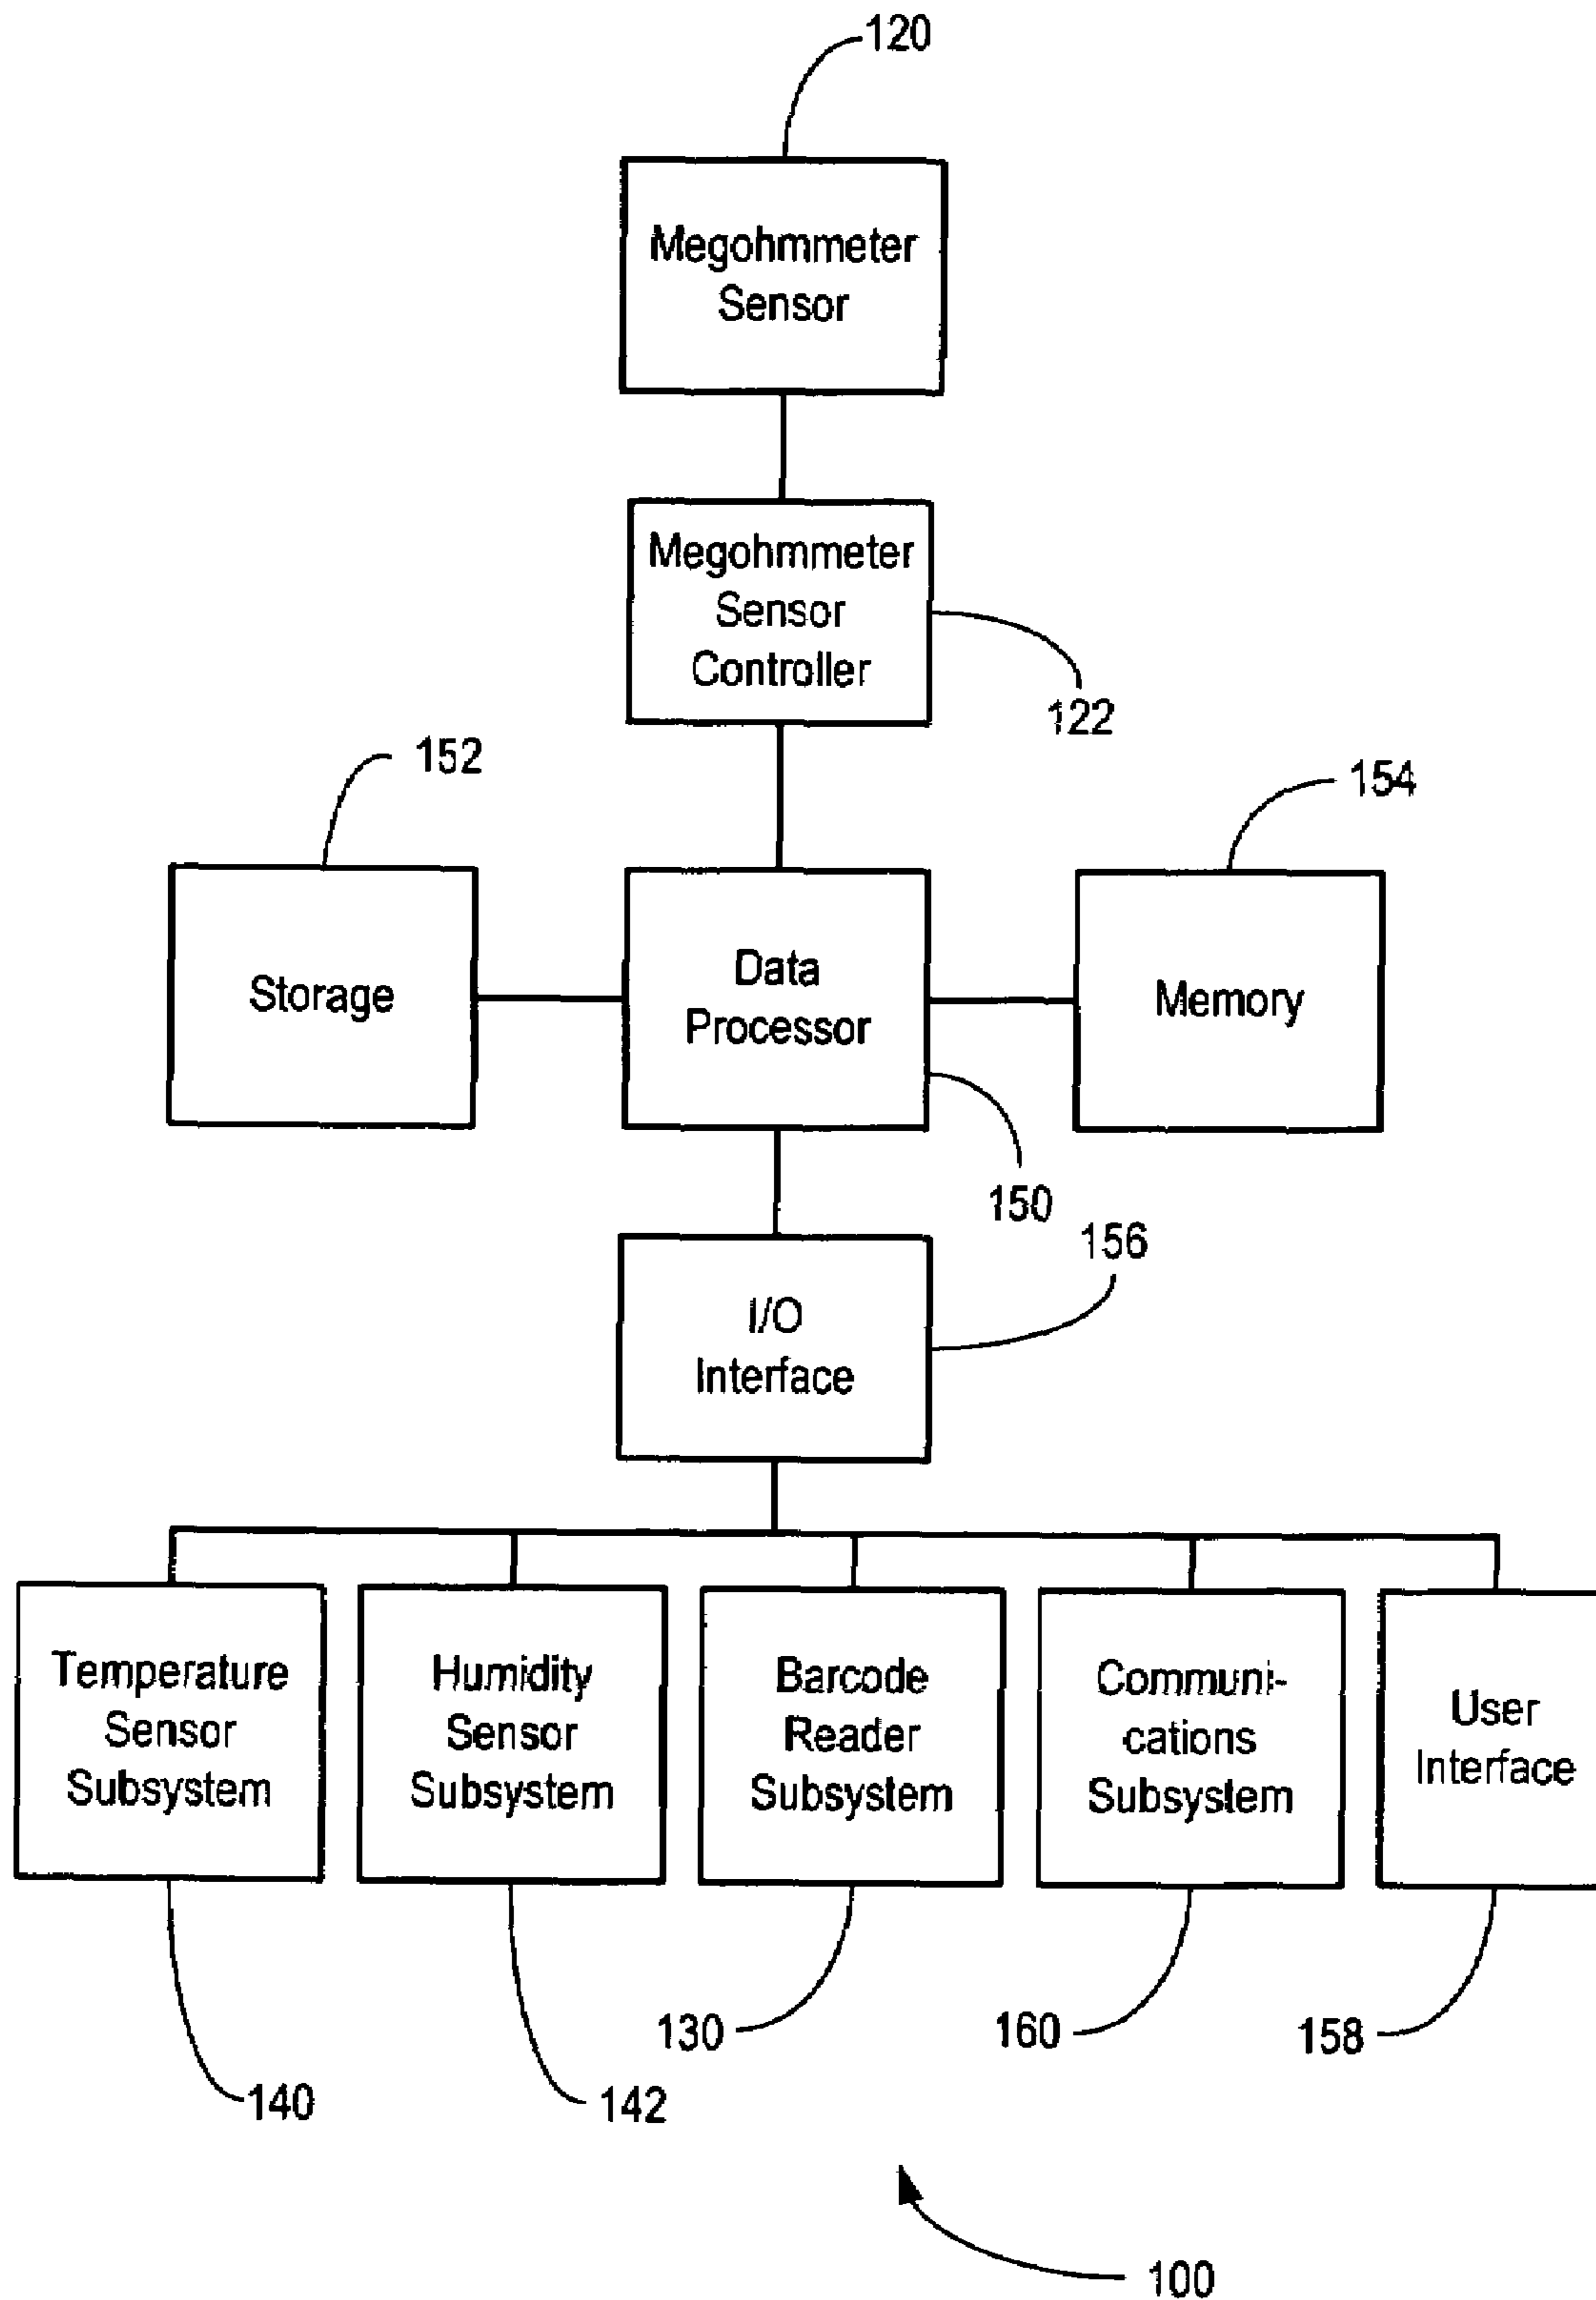 120
Megohmmeter
Sensor
Megohmmeter
Sensor
Controller
122
152
154
Storage
Data
Processor
Memory
150
156
I/O
Interface
Temperature
Sensor
Subsystem
Humidity
Sensor
Subsystem
Barcode
Reader
Subsystem
Communi-
cations
Subsystem
User
Interface
130
160
158
140
142
100